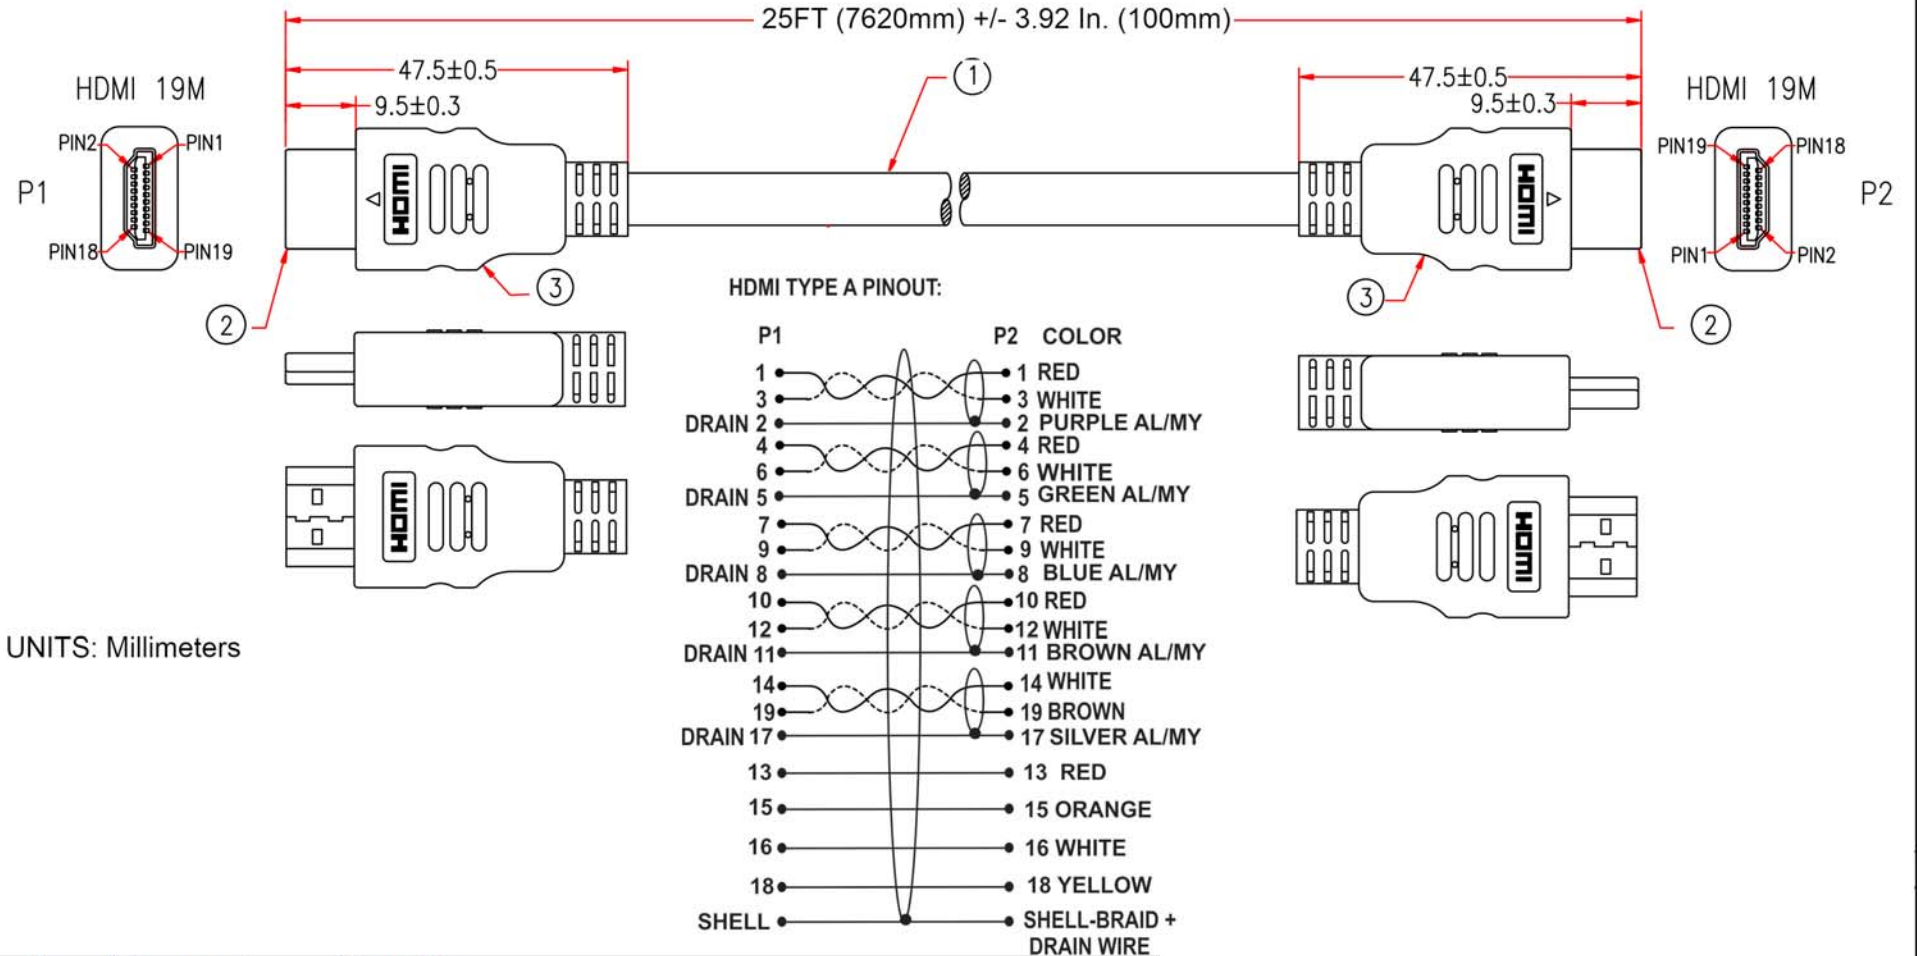 25FT (7620mm) +/- 3.92 In. (100mm)
47.5±0.5
9.5±0.3
1
47.5±0.5
9.5±0.3
HDMI 19M
PIN2
PIN1
P1
PIN18
PIN19
HDMI
2
3
HDMI
HDMI 19M
PIN19
PIN18
P2
PIN1
PIN2
HDMI
3
2
HDMI
UNITS: Millimeters
HDMI TYPE A PINOUT:
P1 P2 COLOR
1 1 RED
3 3 WHITE
DRAIN 2 2 PURPLE AL/MY
4 4 RED
6 6 WHITE
DRAIN 5 5 GREEN AL/MY
7 7 RED
9 9 WHITE
DRAIN 8 8 BLUE AL/MY
10 10 RED
12 12 WHITE
DRAIN 11 11 BROWN AL/MY
14 14 WHITE
19 19 BROWN
DRAIN 17 17 SILVER AL/MY
13 13 RED
15 15 ORANGE
16 16 WHITE
18 18 YELLOW
SHELL SHELL-BRAID +
DRAIN WIRE